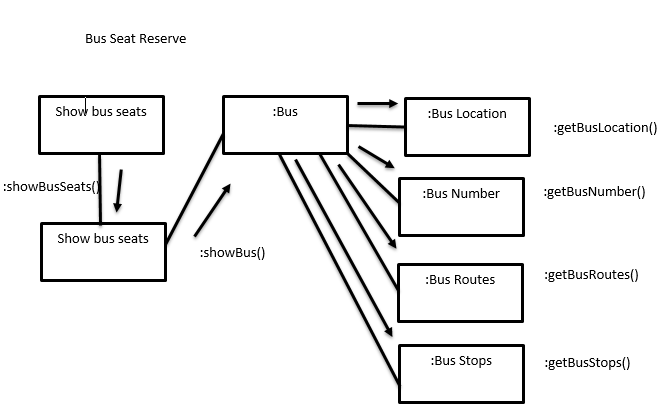 Bus Seat Reserve
Show bus seats
:Bus
:Bus Location
:getBusLocation()
:showBusSeats()
:Bus Number
:getBusNumber()
Show bus seats
:showBus()
:Bus Routes
:getBusRoutes()
:Bus Stops
:getBusStops()